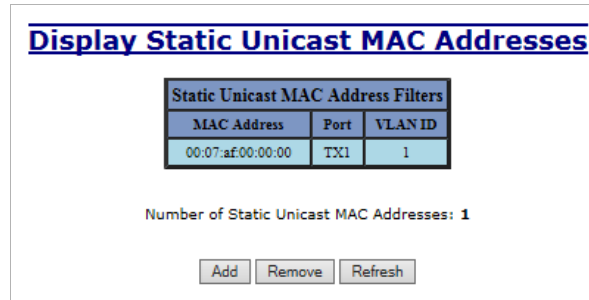 Display Static Unicast MAC Addresses
Static Unicast MAC Address Filters
MAC Address Port VLAN ID
00:07:af:00:00:00 TX1 1
Number of Static Unicast MAC Addresses: 1
Add Remove Refresh